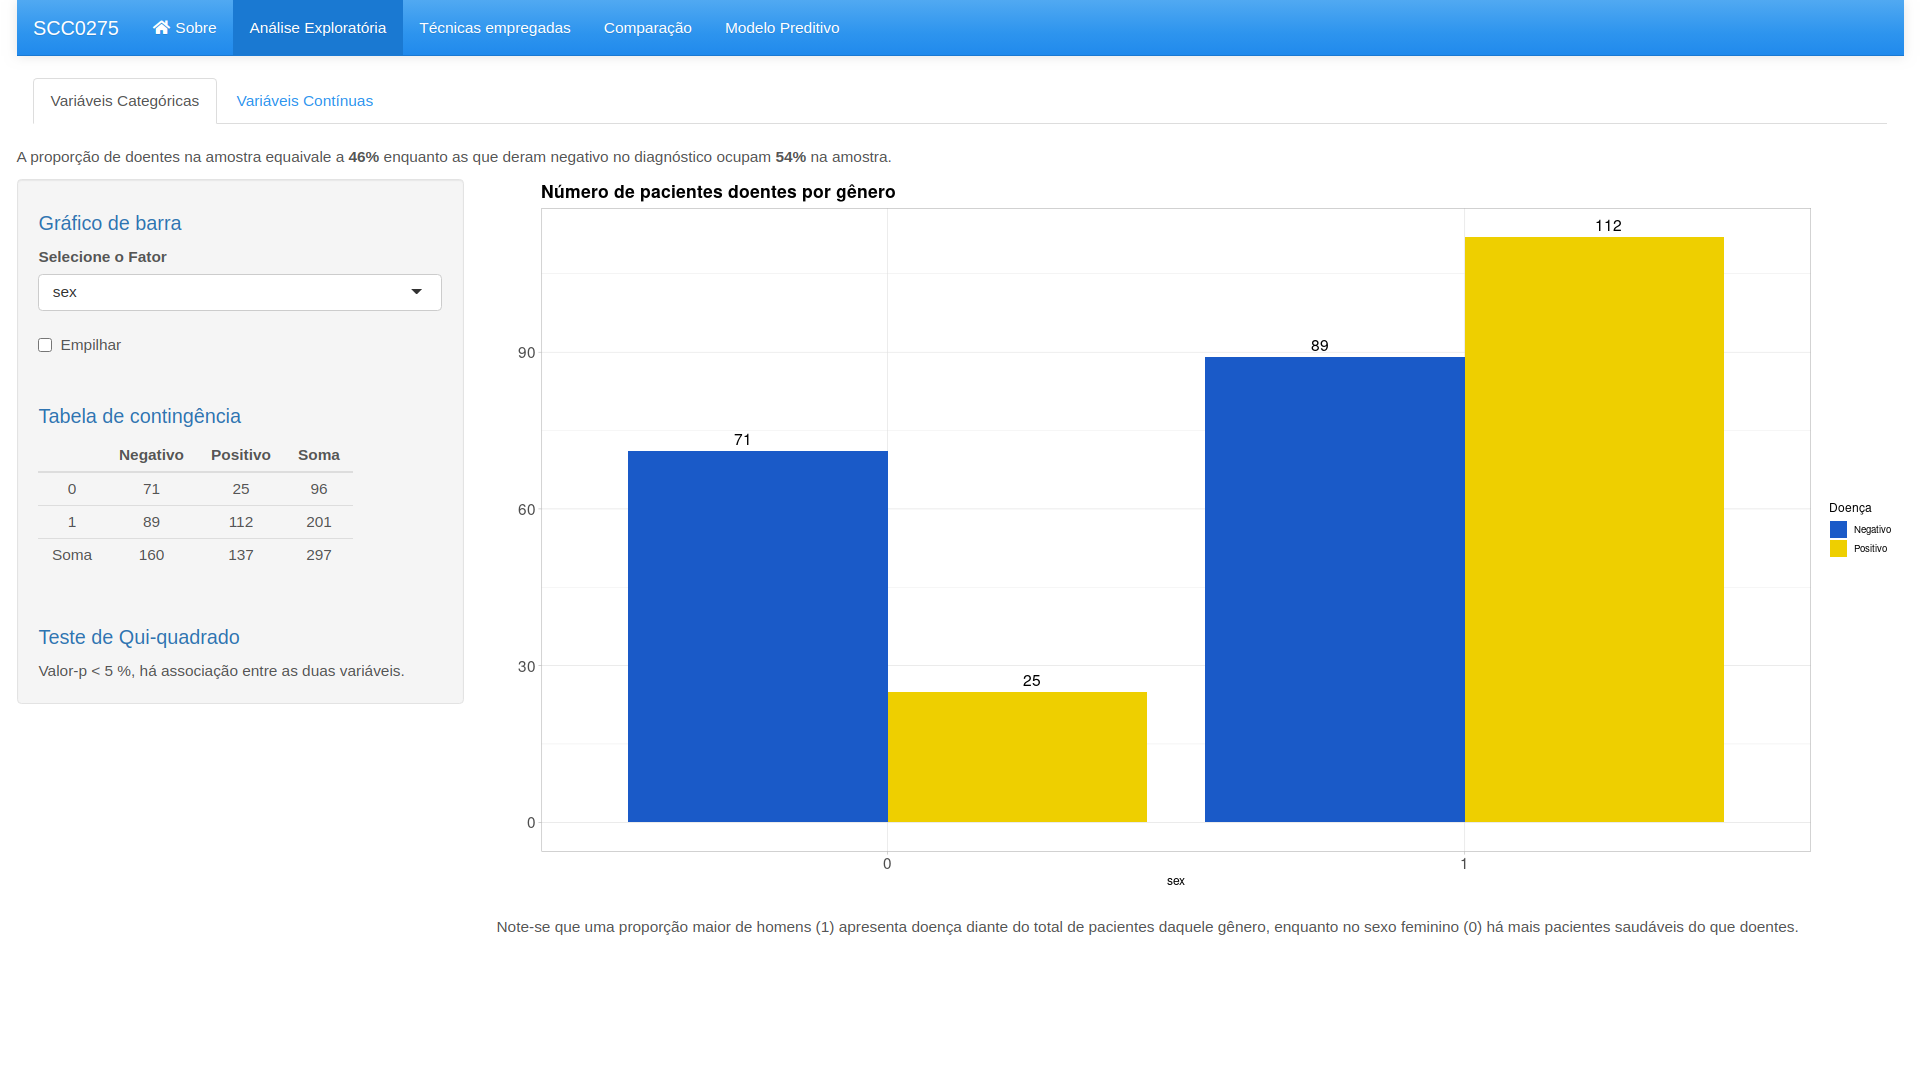 SCC0275 Sobre Análise Exploratória Técnicas empregadas Comparação Modelo Preditivo
Variáveis Categóricas Variáveis Contínuas
A proporção de doentes na amostra equaivale a 46% enquanto as que deram negativo no diagnóstico ocupam 54% na amostra.
Gráfico de barra
Selecione o Fator
sex
Empilhar
Tabela de contingência
Negativo Positivo Soma
0 71 25 96
1 89 112 201
Soma 160 137 297
Teste de Qui-quadrado
Valor-p < 5 %, há associação entre as duas variáveis.
Número de pacientes doentes por gênero
112
89
71
25
90
60
30
0
0 1
sex
Doença
Negativo
Positivo
Note-se que uma proporção maior de homens (1) apresenta doença diante do total de pacientes daquele gênero, enquanto no sexo feminino (0) há mais pacientes saudáveis do que doentes.